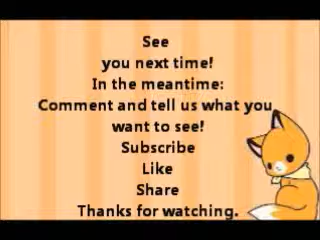 See
you next time!
In the meantime:
Comment and tell us what you
want to see!
Subscribe
Like
Share
Thanks for watching.